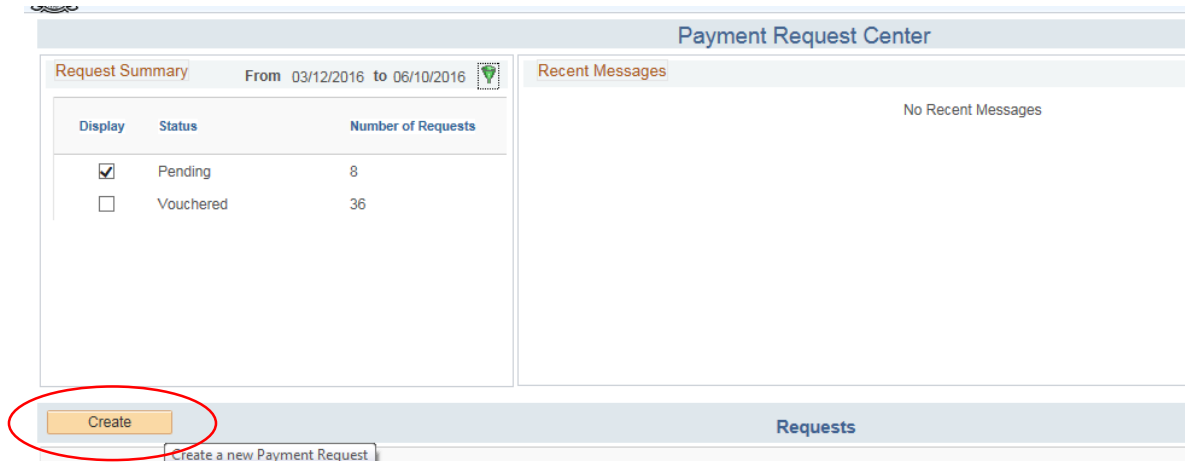 Payment Request Center
Request Summary From 03/12/2016 to 06/10/2016
Recent Messages
No Recent Messages
Display Status Number of Requests
Pending 8
Vouchered 36
Create
Requests
Create a new Payment Request